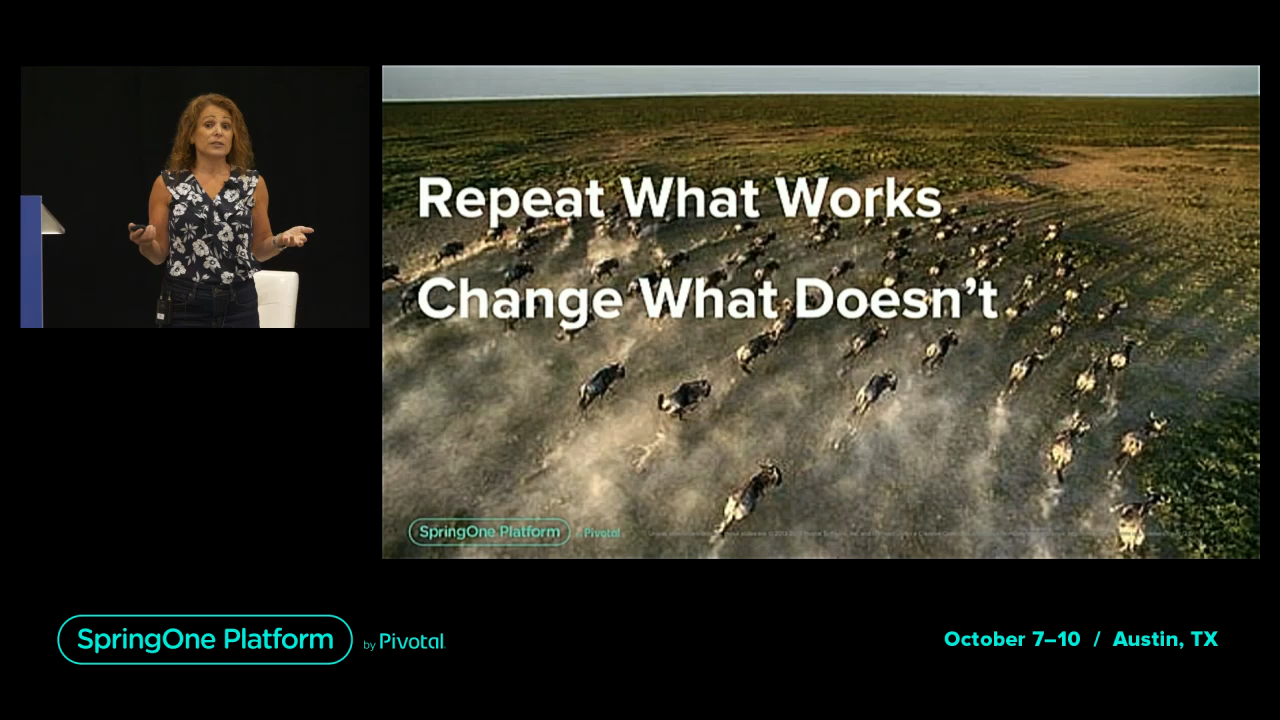 Repeat What Works
Change What Doesn't
SpringOne Platform
Pivotal
SpringOne Platform
by Pivotal
October 7–10 / Austin, TX